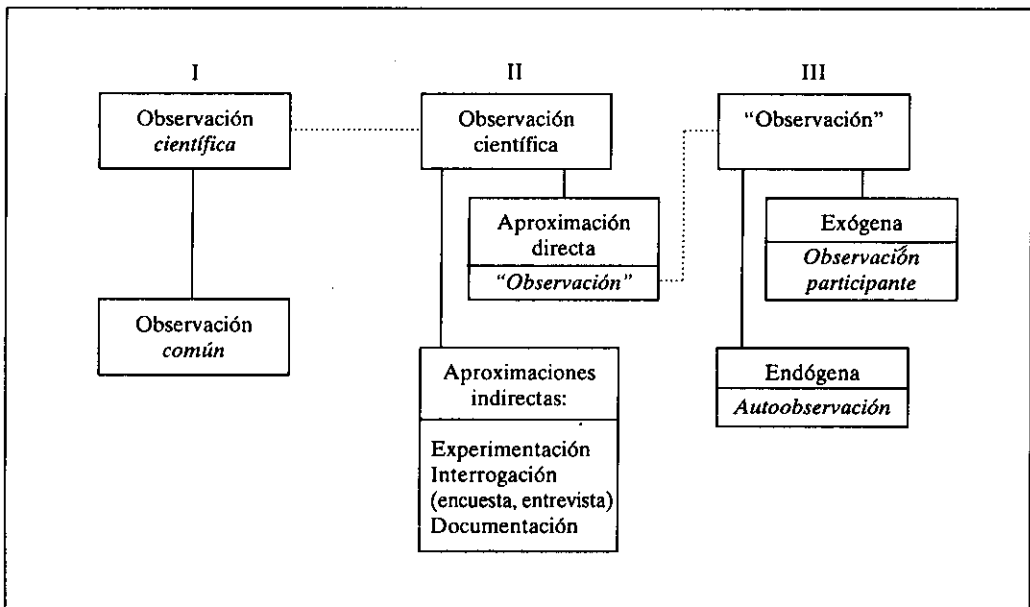 I
Observación
científica
Observación
común
II
Observación
científica
Aproximación
directa
“Observación”
Aproximaciones
indirectas:
Experimentación
Interrogación
(encuesta, entrevista)
Documentación
III
“Observación”
Exógena
Observación
participante
Endógena
Autoobservación